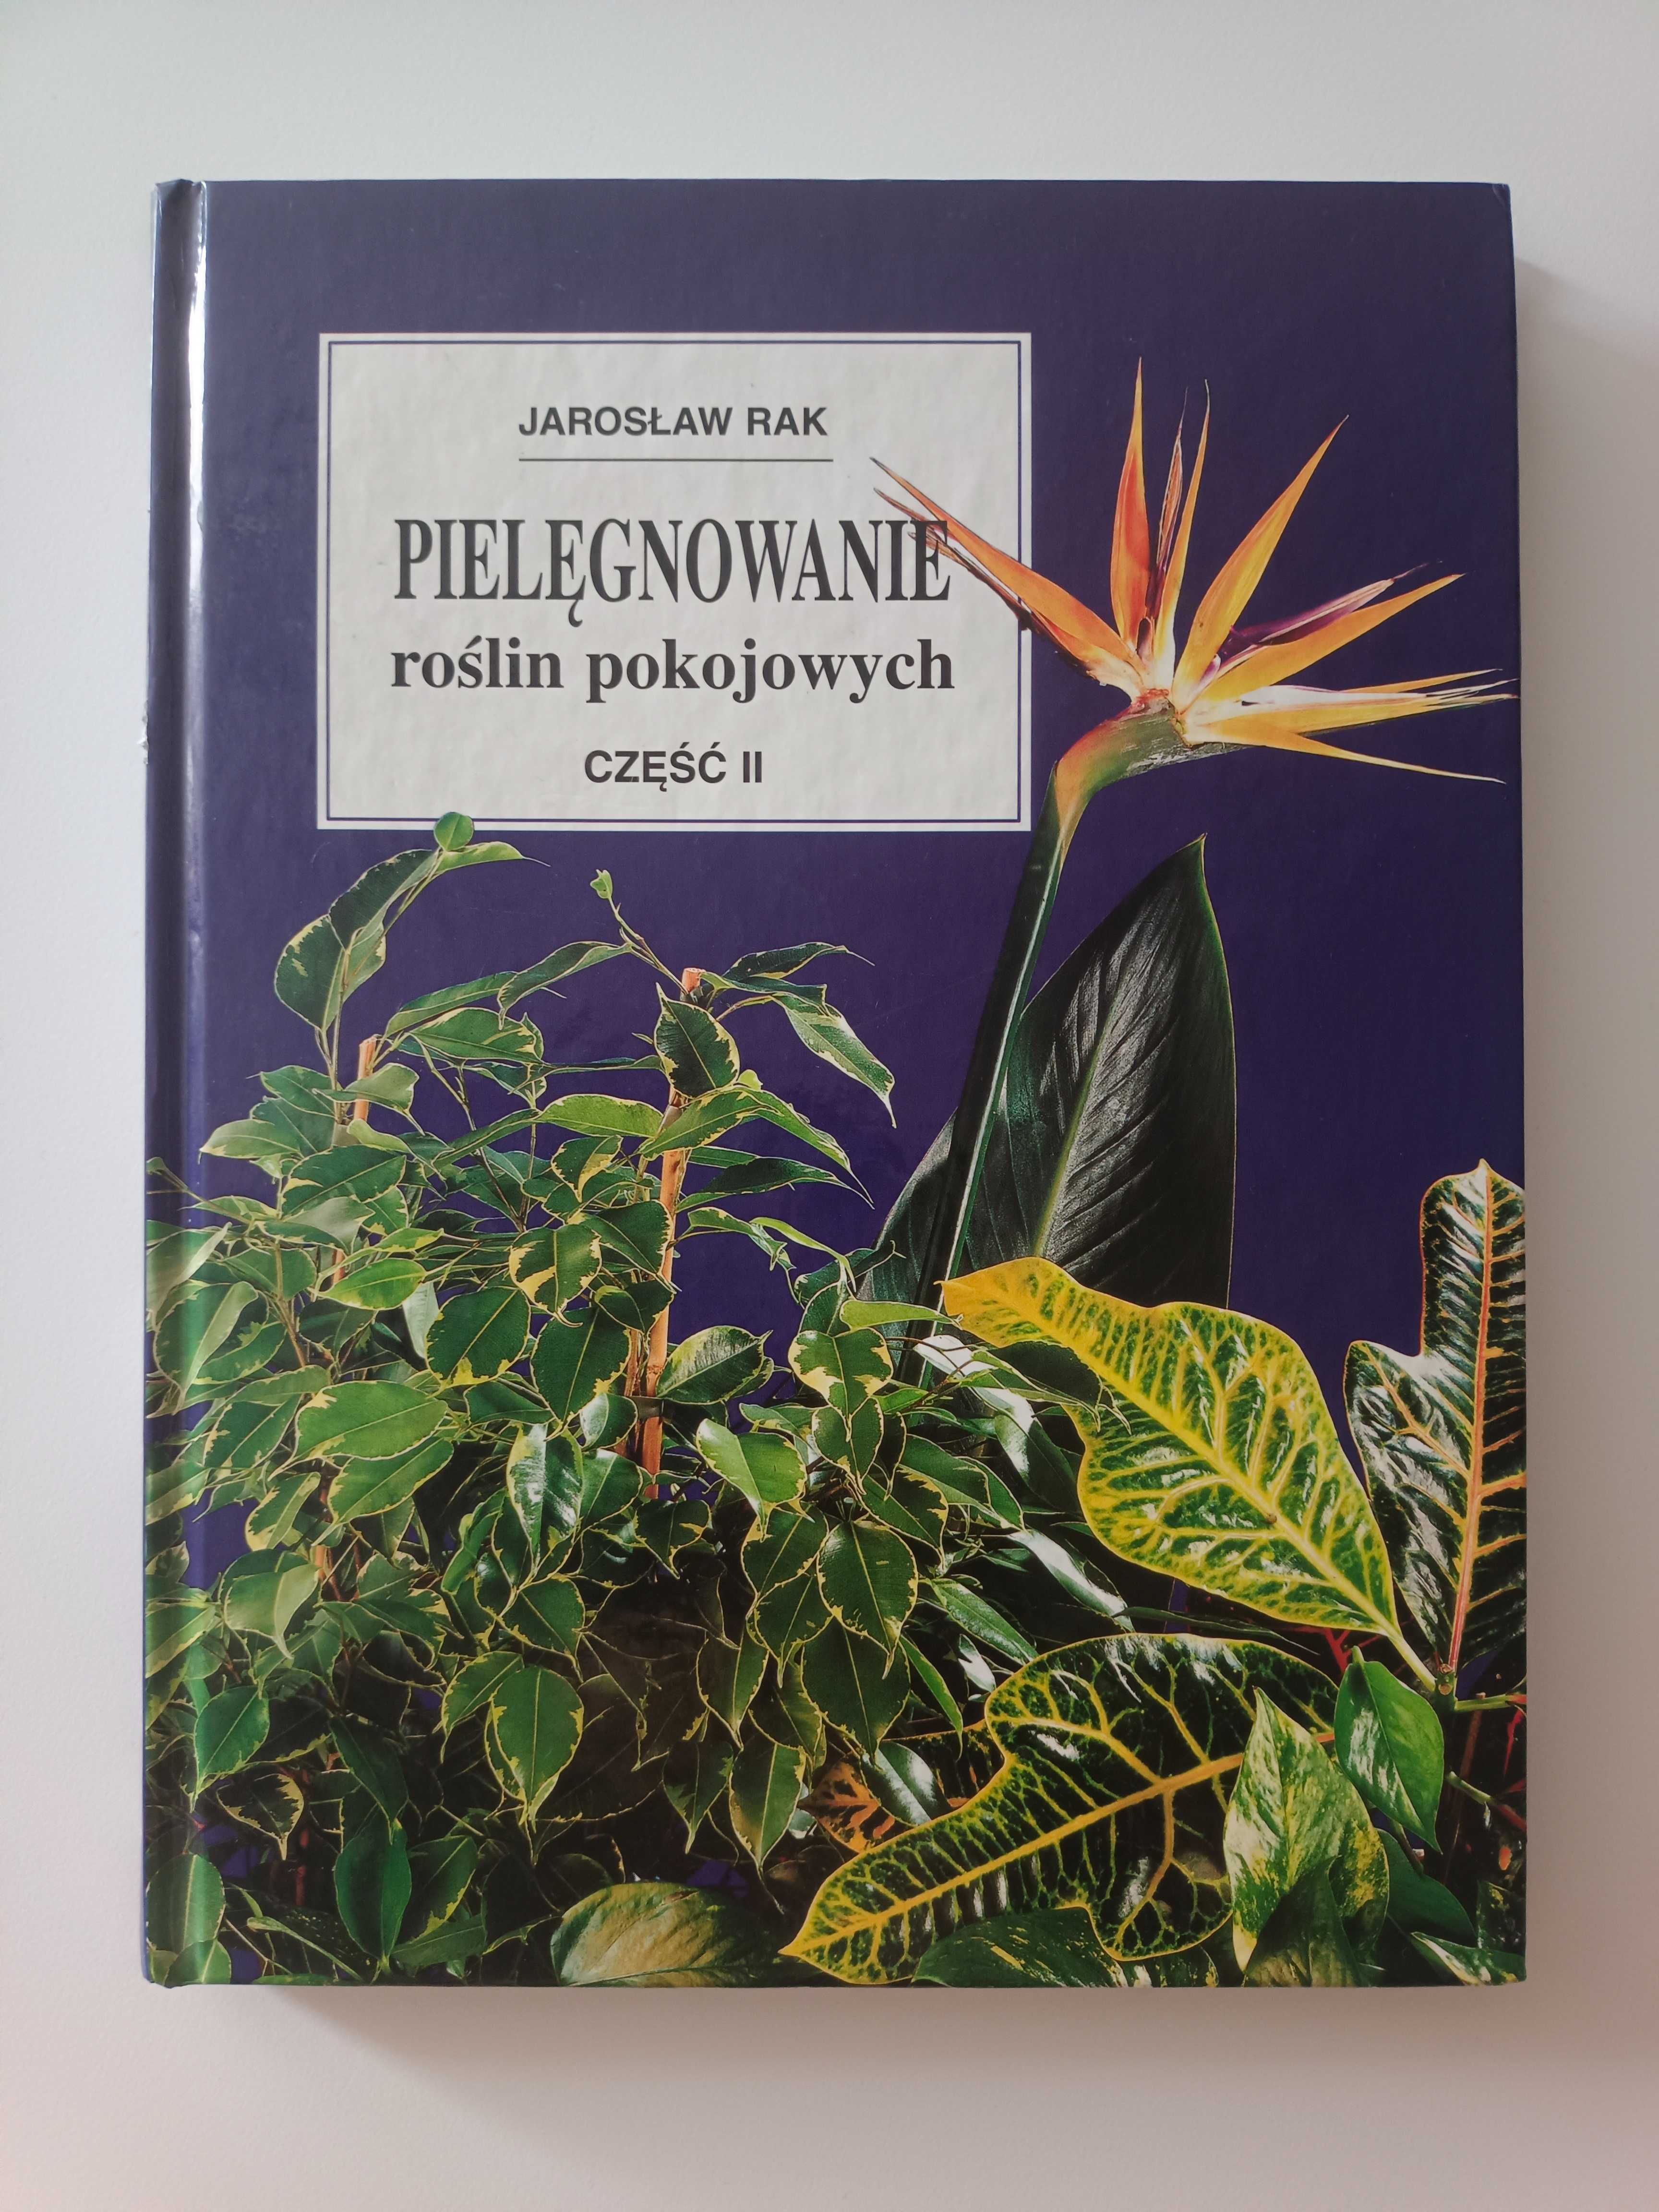 JAROSŁAW RAK
PIELĘGNOWANIE
roślin pokojowych
CZĘŚĆ II